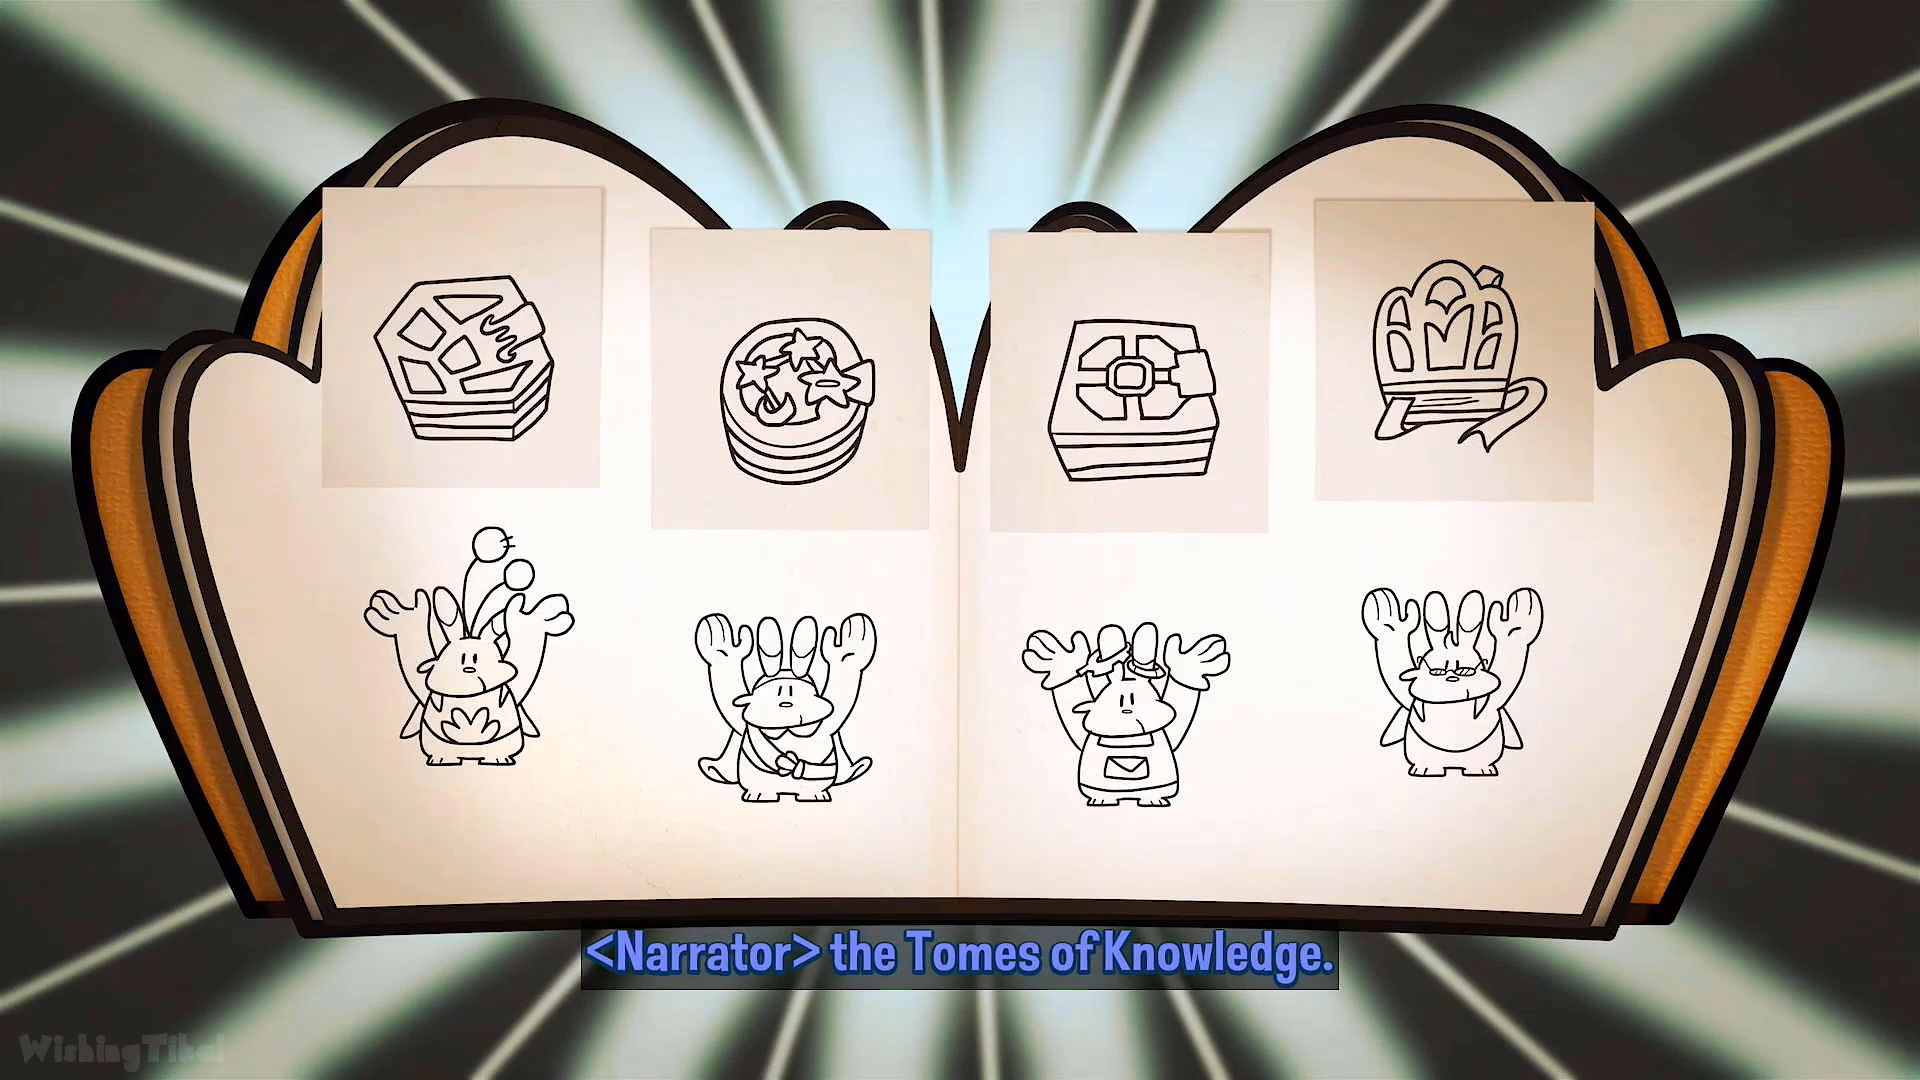 <Narrator> the Tomes of Knowledge.
WishingTikal